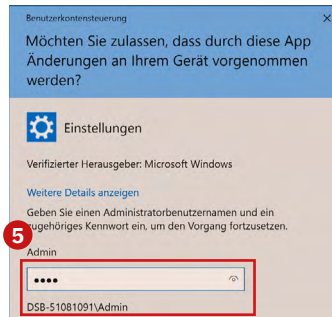 Benutzerkontensteuerung
Möchten Sie zulassen, dass durch diese App
Änderungen an Ihrem Gerät vorgenommen
werden?
Einstellungen
Verifizierter Herausgeber: Microsoft Windows
Weitere Details anzeigen
Geben Sie einen Administratorbenutzernamen und ein
zugehöriges Kennwort ein, um den Vorgang fortzusetzen.
5
Admin
••••
DSB-51081091\Admin